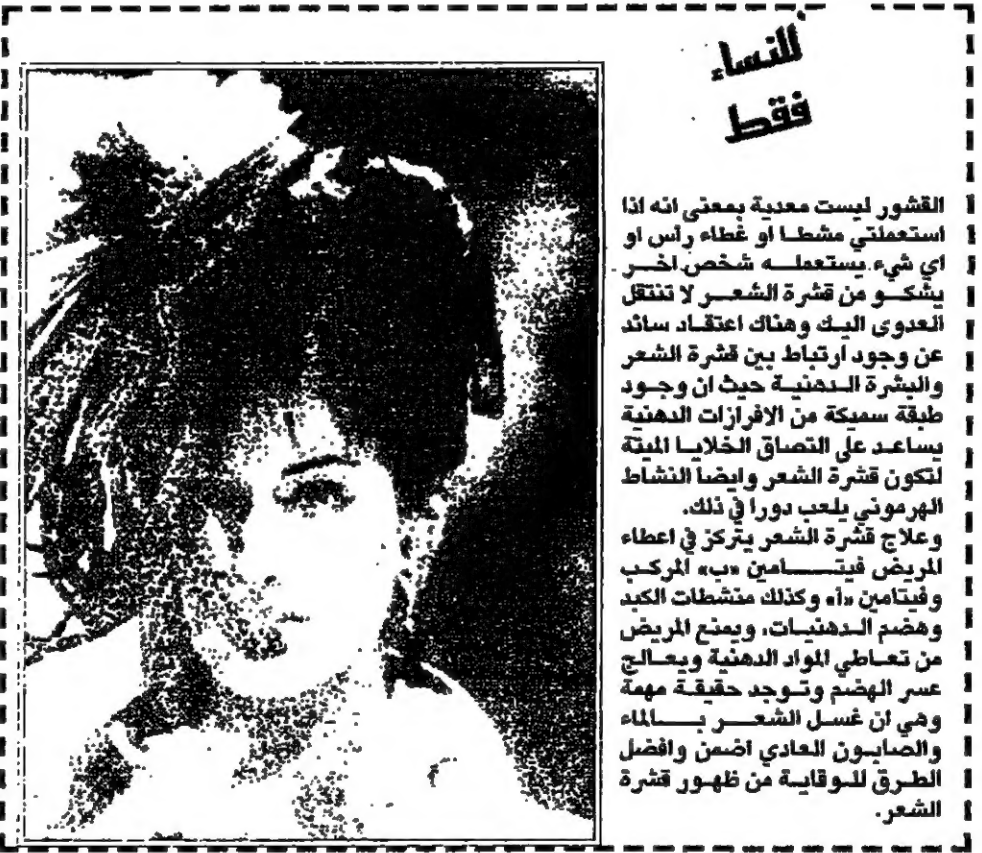 للنساء
فقط
القشور ليست معدية بمعنى انه اذا
استعملتي مشطا او غطاء رأس او
اي شيء يستعمله شخص اخر
يشكو من قشرة الشعر لا تنتقل
العدوى اليك وهناك اعتقاد سائد
عن وجود ارتباط بين قشرة الشعر
والبشرة الدهنية حيث ان وجود
طبقة سميكة من الافرازات الدهنية
يساعد على التصاق الخلايا الميتة
لتكون قشرة الشعر وايضا النشاط
الهرموني يلعب دورا في ذلك.
وعلاج قشرة الشعر يتركز في اعطاء
المريض فيتامين «ب» المركب
وفيتامين «أ» وكذلك منشطات الكبد
وهضم الدهنيات، ويمنع المريض
من تعاطي المواد الدهنية ويعالج
عسر الهضم وتوجد حقيقة مهمة
وهي ان غسل الشعر بالماء
والصابون العادي اضمن وافضل
الطرق للوقاية من ظهور قشرة
الشعر.